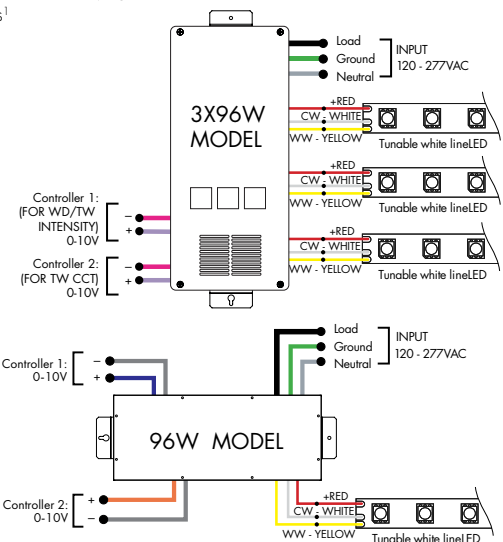 S¹
Load
Ground
Neutral
INPUT
120 - 277VAC
3X96W
MODEL
+RED
CW - WHITE
WW - YELLOW
Tunable white lineLED
+RED
CW - WHITE
WW - YELLOW
Tunable white lineLED
+RED
CW - WHITE
WW - YELLOW
Tunable white lineLED
Controller 1:
(FOR WD/TW
INTENSITY)
0-10V
–
+
Controller 2:
(FOR TW CCT)
0-10V
–
+
Load
Ground
Neutral
INPUT
120 - 277VAC
Controller 1:
0-10V
–
+
96W MODEL
Controller 2:
0-10V
+
–
+RED
CW - WHITE
WW - YELLOW
Tunable white lineLED